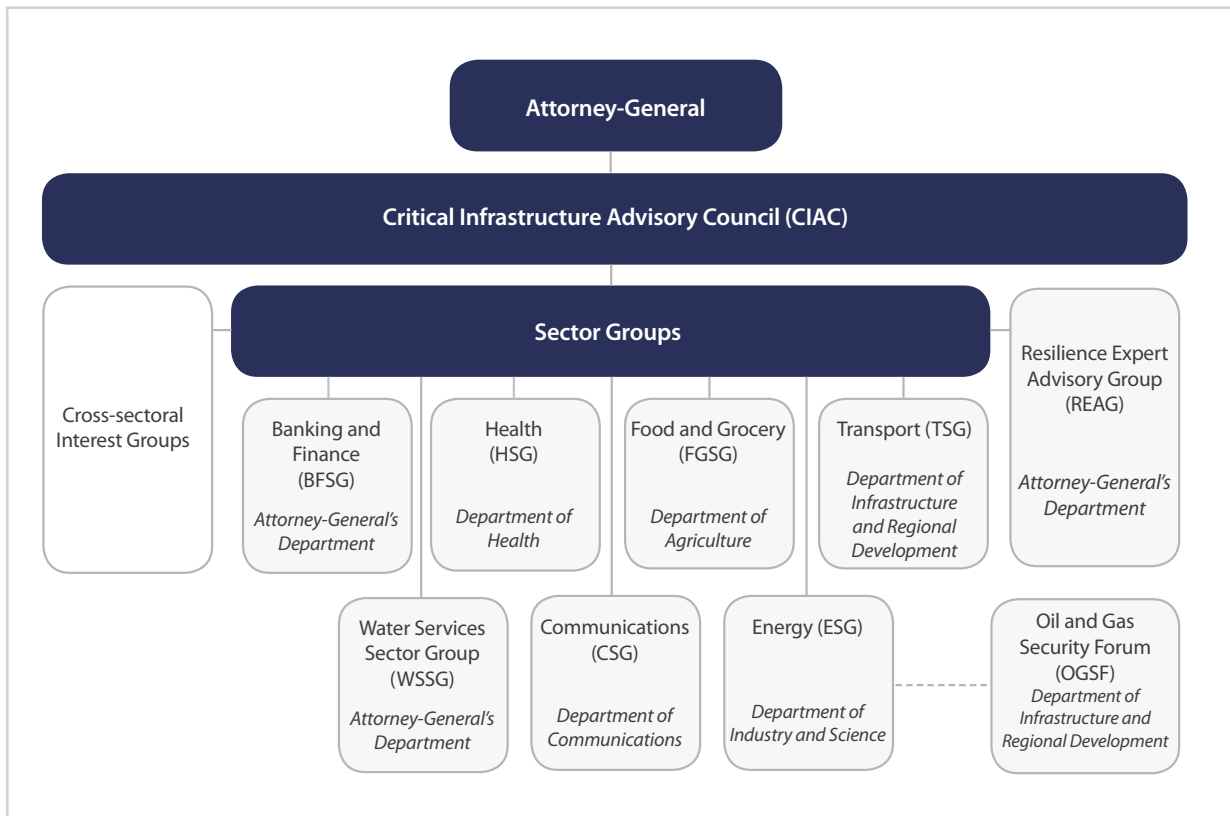 Attorney-General
Critical Infrastructure Advisory Council (CIAC)
Sector Groups
Cross-sectoral
Interest Groups
Resilience Expert
Advisory Group
(REAG)
Attorney-General’s
Department
Banking and
Finance
(BFSG)
Attorney-General’s
Department
Health
(HSG)
Department of
Health
Food and Grocery
(FGSG)
Department of
Agriculture
Transport (TSG)
Department of
Infrastructure
and Regional
Development
Water Services
Sector Group
(WSSG)
Attorney-General’s
Department
Communications
(CSG)
Department of
Communications
Energy (ESG)
Department of
Industry and Science
Oil and Gas
Security Forum
(OGSF)
Department of
Infrastructure and
Regional Development